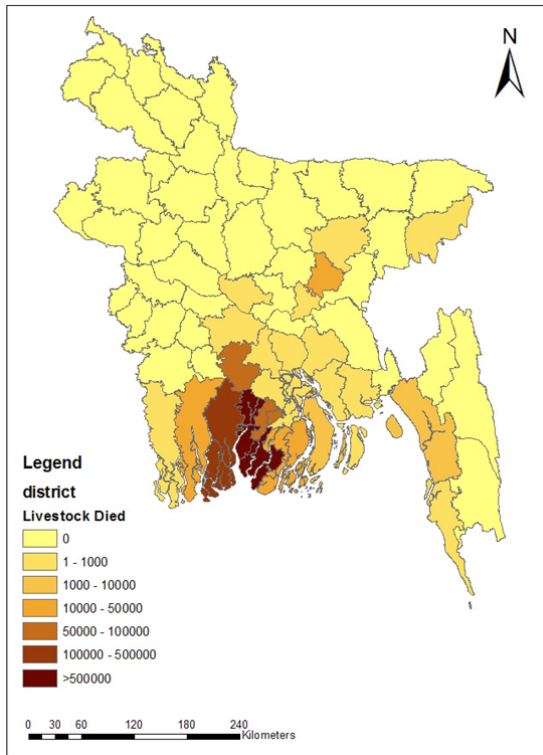 N
Legend
district
Livestock Died
0
1 - 1000
1000 - 10000
10000 - 50000
50000 - 100000
100000 - 500000
>500000
0 30 60 120 180 240
Kilometers